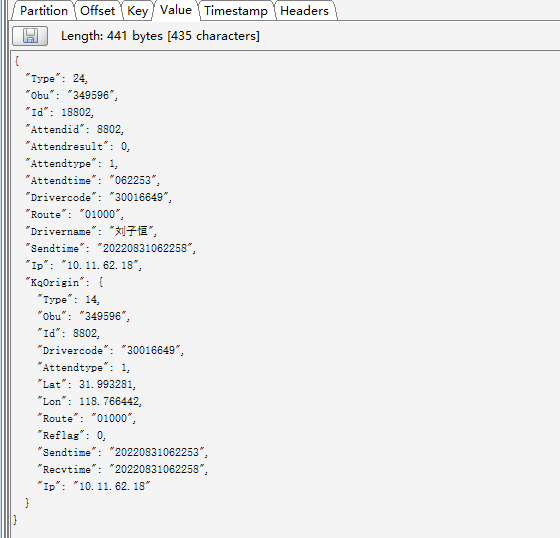 Partition Offset Key Value Timestamp Headers
Length: 441 bytes [435 characters]
{
"Type": 24,
"Obu": "349596",
"Id": 18802,
"Attendid": 8802,
"Attendresult": 0,
"Attendtype": 1,
"Attendtime": "062253",
"Drivercode": "30016649",
"Route": "01000",
"Drivername": "刘子恒",
"Sendtime": "20220831062258",
"Ip": "10.11.62.18",
"KqOrigin": {
"Type": 14,
"Obu": "349596",
"Id": 8802,
"Drivercode": "30016649",
"Attendtype": 1,
"Lat": 31.993281,
"Lon": 118.766442,
"Route": "01000",
"Reflag": 0,
"Sendtime": "20220831062253",
"Recvtime": "20220831062258",
"Ip": "10.11.62.18"
}
}